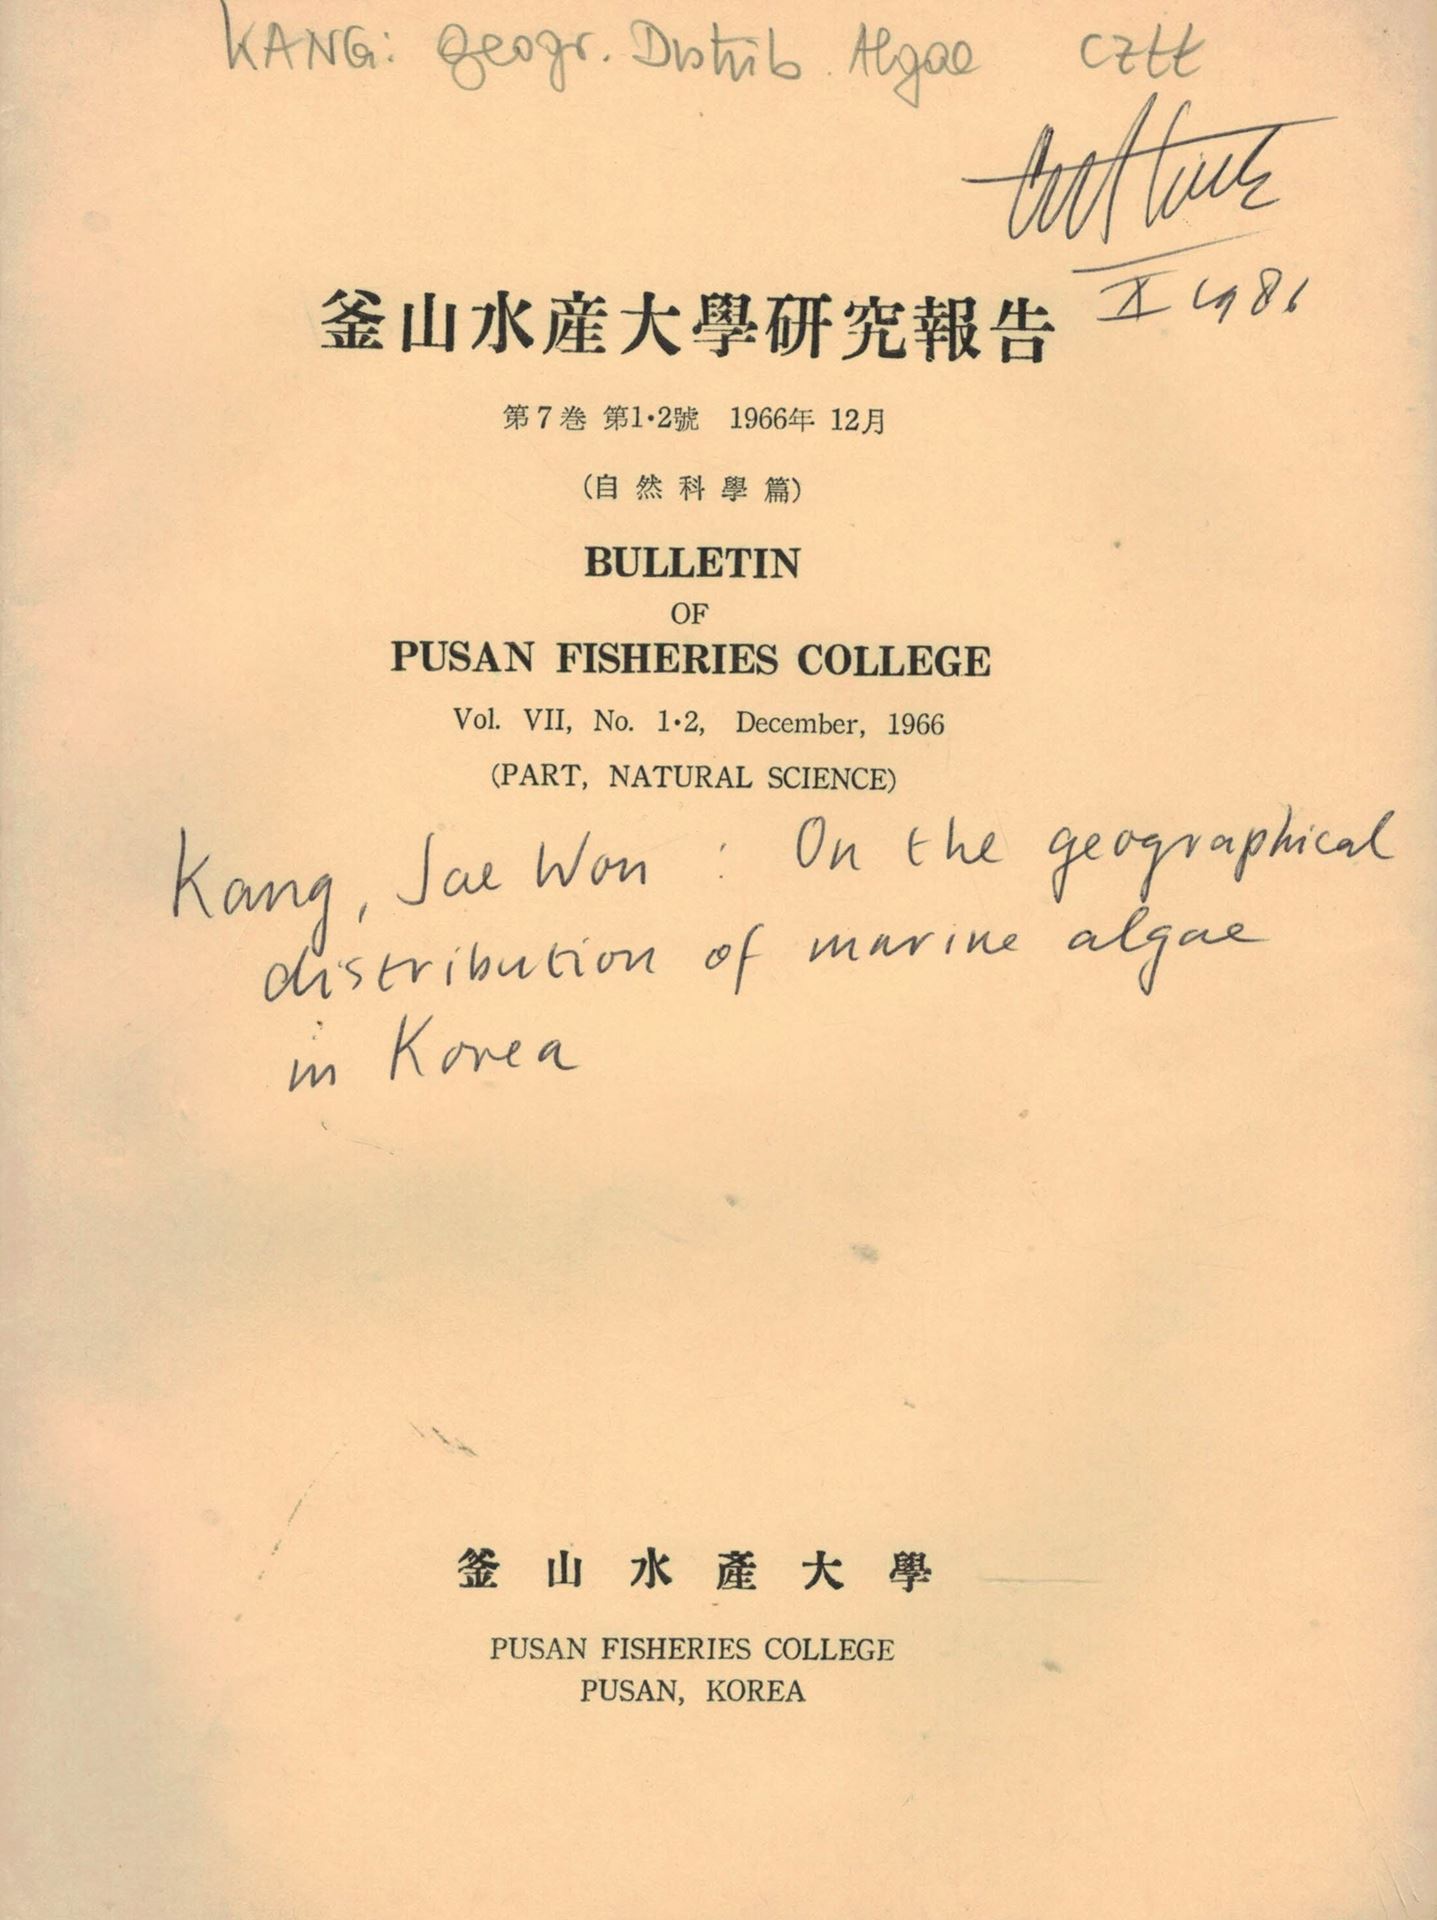 KANG: geogr. Distrib. Algae
X 1981
釜山水産大學研究報告
第7巻 第1·2號 1966年 12月
(自然科學篇)
BULLETIN
OF
PUSAN FISHERIES COLLEGE
Vol. VII, No. 1·2, December, 1966
(PART, NATURAL SCIENCE)
Kang, Jae Won : On the geographical
distribution of marine algae
in Korea
釜山水產大學
PUSAN FISHERIES COLLEGE
PUSAN, KOREA